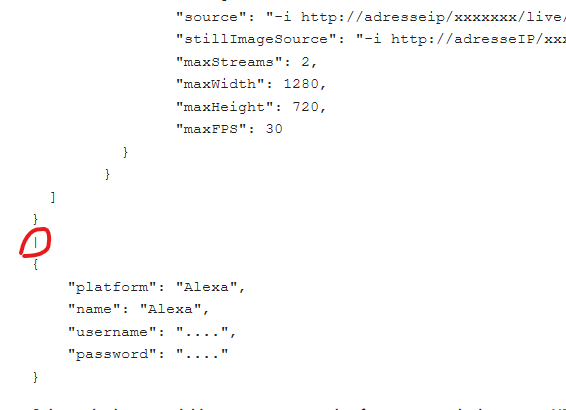 "source": "-i http://adresseip/xxxxxxx/live/
"stillImageSource": "-i http://adresseIP/xxx
"maxStreams": 2,
"maxWidth": 1280,
"maxHeight": 720,
"maxFPS": 30
}
}
]
}
|
{
"platform": "Alexa",
"name": "Alexa",
"username": "....",
"password": "...."
}